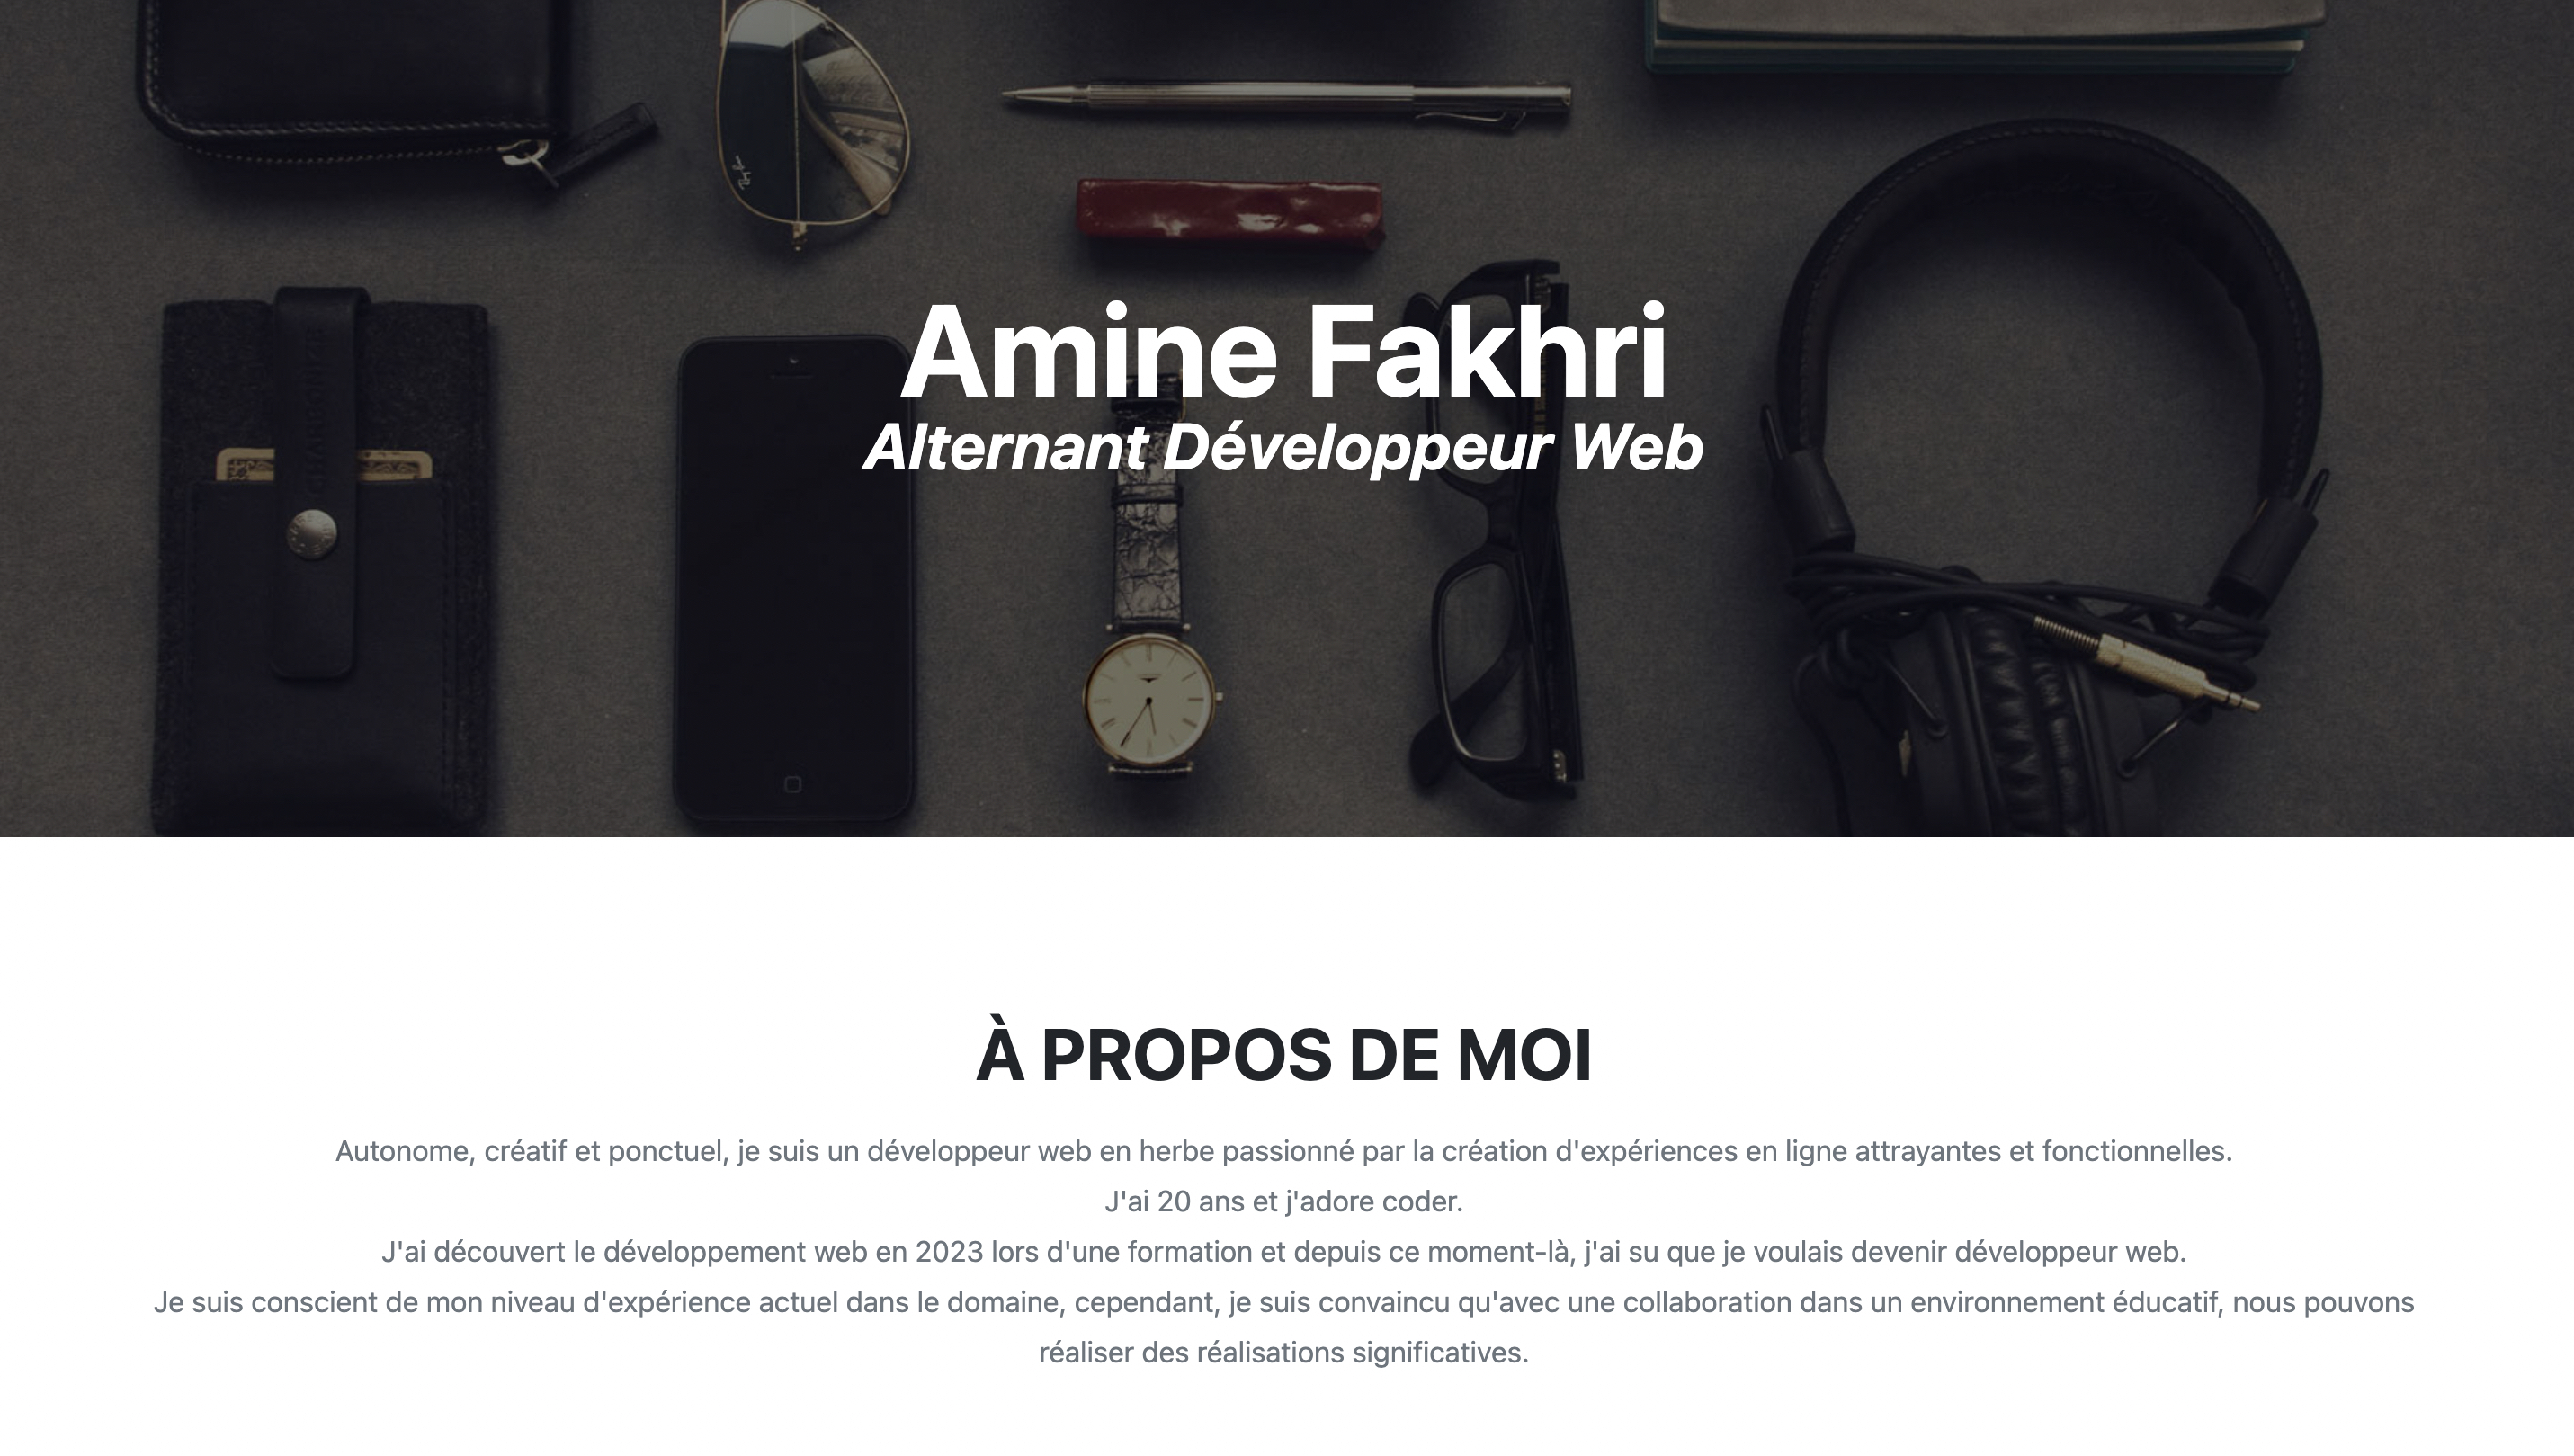 Ray-Ban
Amine Fakhri
Alternant Développeur Web
À PROPOS DE MOI
Autonome, créatif et ponctuel, je suis un développeur web en herbe passionné par la création d'expériences en ligne attrayantes et fonctionnelles.
J'ai 20 ans et j'adore coder.
J'ai découvert le développement web en 2023 lors d'une formation et depuis ce moment-là, j'ai su que je voulais devenir développeur web.
Je suis conscient de mon niveau d'expérience actuel dans le domaine, cependant, je suis convaincu qu'avec une collaboration dans un environnement éducatif, nous pouvons
réaliser des réalisations significatives.